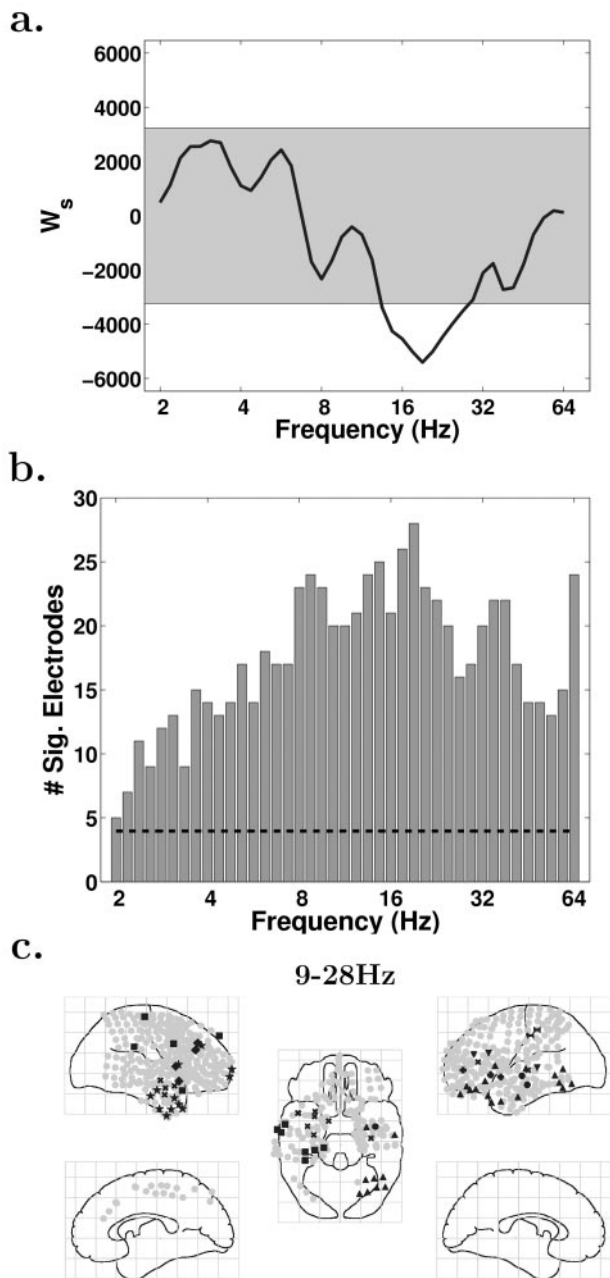 a.
6000
4000
2000
0
−2000
−4000
−6000
W_s
2 4 8 16 32 64
Frequency (Hz)
b.
30
25
20
15
10
5
0
# Sig. Electrodes
2 4 8 16 32 64
Frequency (Hz)
c.
9-28Hz